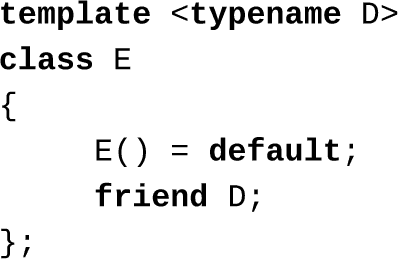 template <typename D>
class E
{
     E() = default;
     friend D;
};